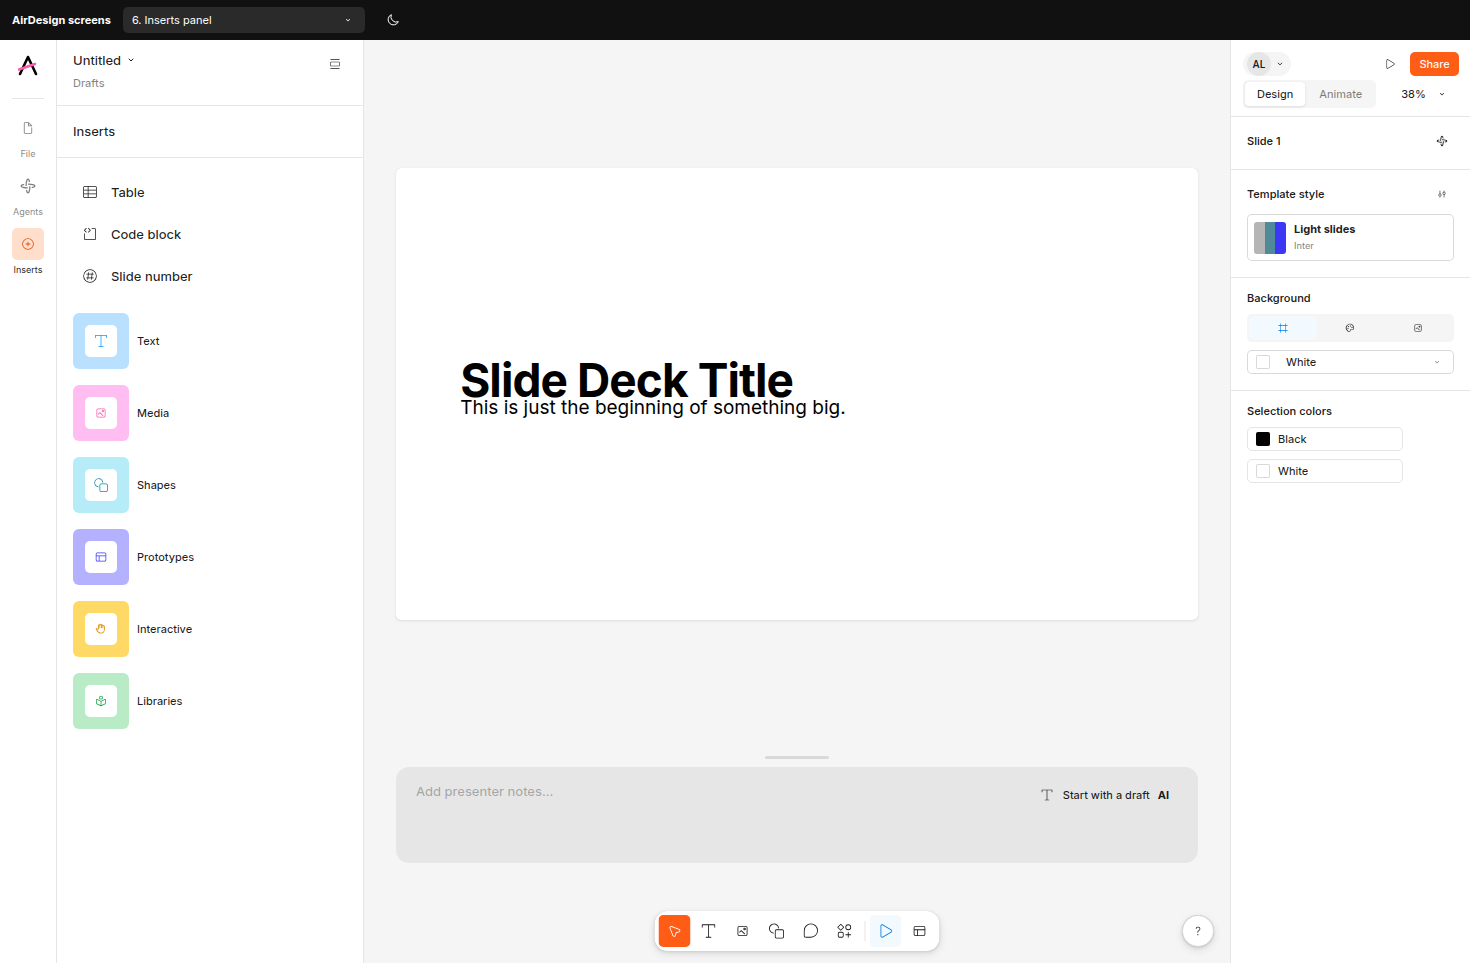 AirDesign screens
6. Inserts panel
Untitled
Drafts
File
Agents
Inserts
Inserts
Table
Code block
Slide number
Text
Media
Shapes
Prototypes
Interactive
Libraries
Slide Deck Title
This is just the beginning of something big.
Add presenter notes...
Start with a draft AI
AL
Share
Design
Animate
38%
Slide 1
Template style
Light slides
Inter
Background
White
Selection colors
Black
White
?